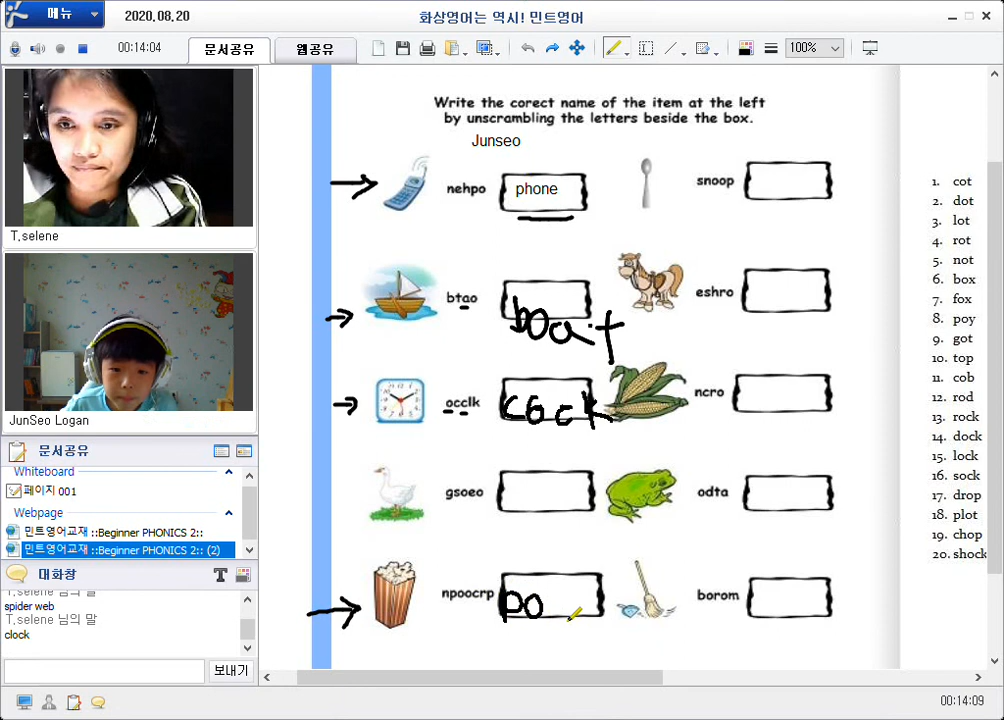 메뉴
2020,08,20
화상영어는 역시! 민트영어
00:14:04
문서공유
웹공유
100%
T,selene
JunSeo Logan
문서공유
Whiteboard
페이지 001
Webpage
민트영어교재 ::Beginner PHONICS 2::
민트영어교재 ::Beginner PHONICS 2:: (2)
대화창
T,selene 님의 말
spider web
T,selene 님의 말
clock
보내기
Write the corect name of the item at the left
by unscrambling the letters beside the box.
Junseo
nehpo
phone
snoop
btao
boat
eshro
occlk
cock
ncro
gsoeo
odta
npoocrp
po
borom
1. cot
2. dot
3. lot
4. rot
5. not
6. box
7. fox
8. poy
9. got
10. top
11. cob
12. rod
13. rock
14. dock
15. lock
16. sock
17. drop
18. plot
19. chop
20. shock
00:14:09